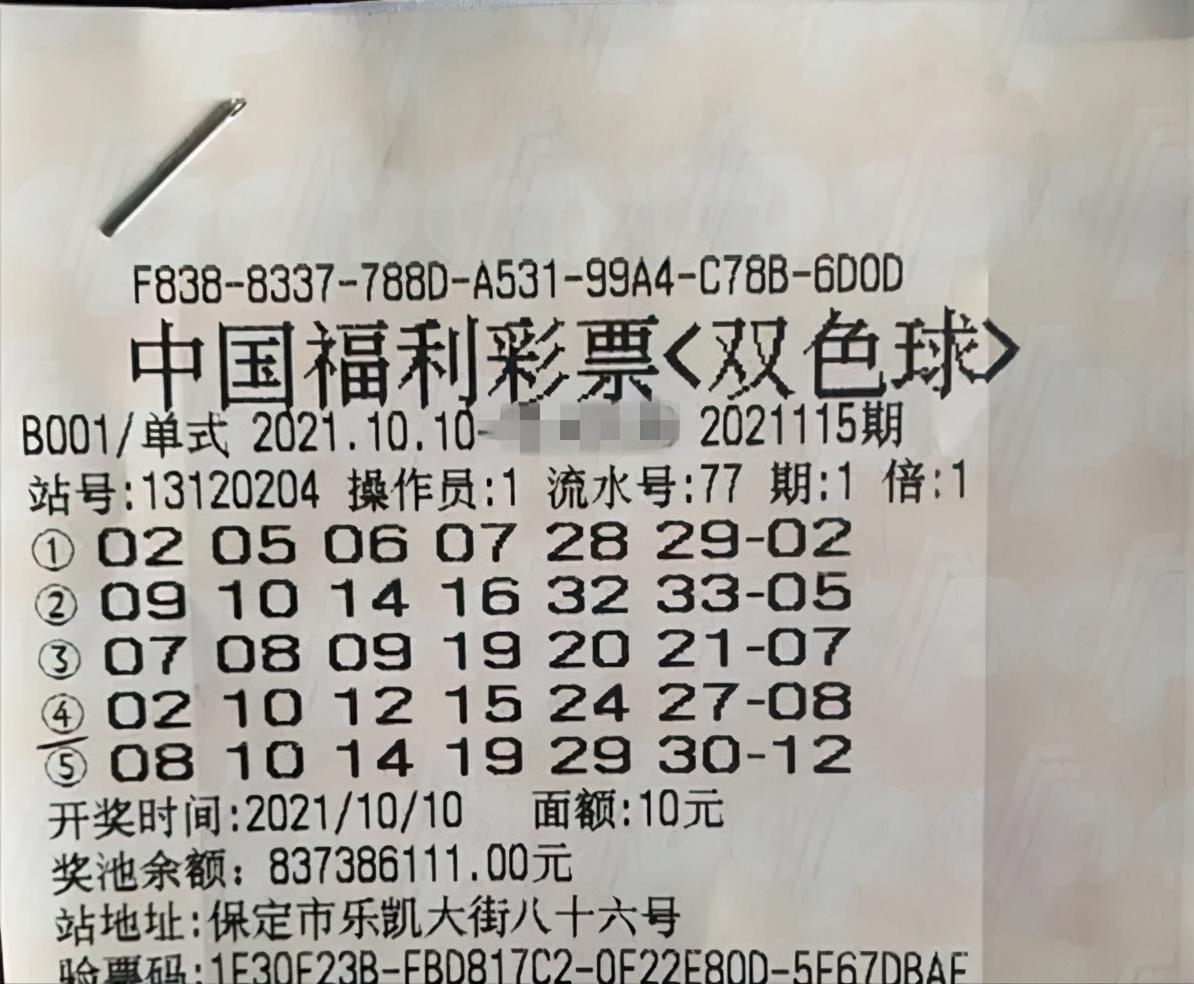 F838-8337-788D-A531-99A4-C78B-6D0D
中国福利彩票<双色球>
B001/单式 2021.10.10- 2021115期
站号:13120204 操作员:1 流水号:77 期:1 倍:1
① 02 05 06 07 28 29-02
② 09 10 14 16 32 33-05
③ 07 08 09 19 20 21-07
④ 02 10 12 15 24 27-08
⑤ 08 10 14 19 29 30-12
开奖时间:2021/10/10 面额:10元
奖池余额：837386111.00元
站地址:保定市乐凯大街八十六号
验票码:1E30F23B-FBD817C2-0F22E80D-5F67DBAF